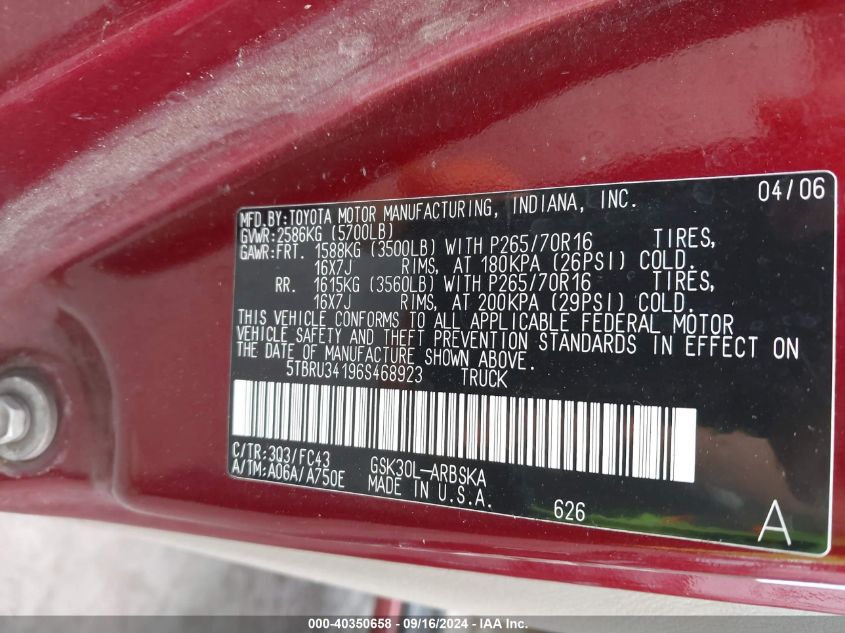 04/06
MFD.BY:TOYOTA MOTOR MANUFACTURING, INDIANA, INC.
GVWR:2586KG (5700LB)
GAWR:FRT. 1588KG (3500LB) WITH P265/70R16 TIRES,
16X7J RIMS, AT 180KPA (26PSI) COLD.
RR. 1615KG (3560LB) WITH P265/70R16 TIRES,
16X7J RIMS, AT 200KPA (29PSI) COLD.
THIS VEHICLE CONFORMS TO ALL APPLICABLE FEDERAL MOTOR
VEHICLE SAFETY AND THEFT PREVENTION STANDARDS IN EFFECT ON
THE DATE OF MANUFACTURE SHOWN ABOVE.
5TBRU34196S468923 TRUCK
C/TR:3Q3/FC43 GSK30L-ARBSKA
A/TM:A06A/A750E MADE IN U.S.A.
626
A
000-40350658 - 09/16/2024 - IAA Inc.